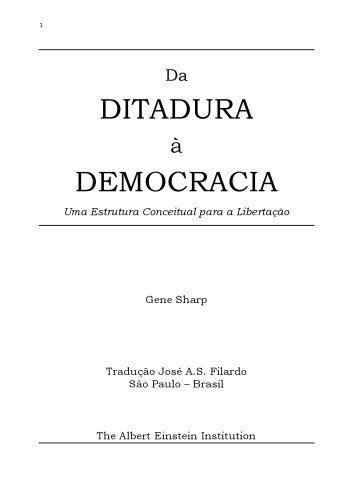 1
Da
DITADURA
à
DEMOCRACIA
Uma Estrutura Conceitual para a Libertação
Gene Sharp
Tradução José A.S. Filardo
São Paulo – Brasil
The Albert Einstein Institution